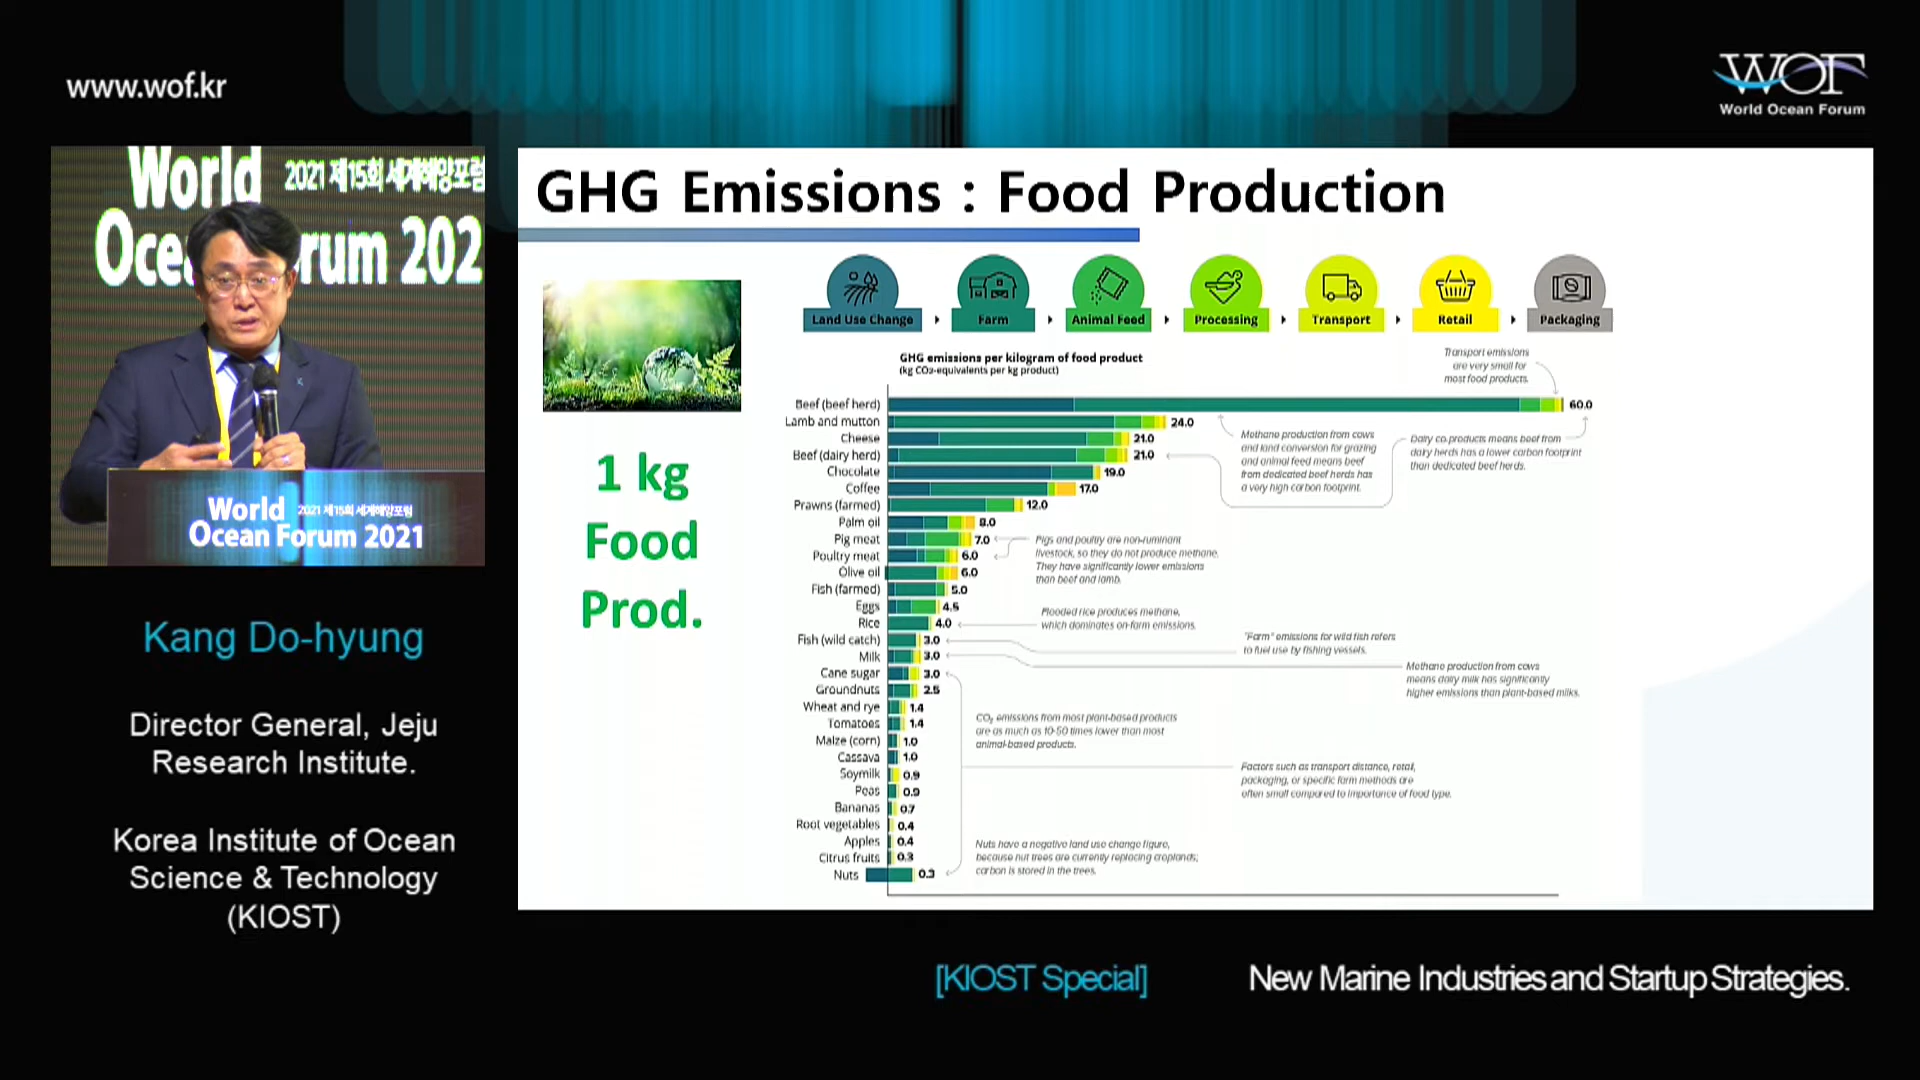 www.wof.kr
WOF
World Ocean Forum
World 2021 제15회 세계해양포럼
Ocean Forum 202
World 2021 제15회 세계해양포럼
Ocean Forum 2021
Kang Do-hyung
Director General, Jeju
Research Institute.
Korea Institute of Ocean
Science & Technology
(KIOST)
GHG Emissions : Food Production
1 kg
Food
Prod.
Land Use Change
Farm
Animal Feed
Processing
Transport
Retail
Packaging
GHG emissions per kilogram of food product
(kg CO₂-equivalents per kg product)
Transport emissions
are very small for
most food products.
Beef (beef herd) 60.0
Lamb and mutton 24.0
Cheese 21.0
Beef (dairy herd) 21.0
Chocolate 19.0
Coffee 17.0
Prawns (farmed) 12.0
Palm oil 8.0
Pig meat 7.0
Poultry meat 6.0
Olive oil 6.0
Fish (farmed) 5.0
Eggs 4.5
Rice 4.0
Fish (wild catch) 3.0
Milk 3.0
Cane sugar 3.0
Groundnuts 2.5
Wheat and rye 1.4
Tomatoes 1.4
Maize (corn) 1.0
Cassava 1.0
Soymilk 0.9
Peas 0.9
Bananas 0.7
Root vegetables 0.4
Apples 0.4
Citrus fruits 0.3
Nuts 0.3
Methane production from cows
and land conversion for grazing
and animal feed means beef
from dedicated beef herds has
a very high carbon footprint.
Dairy co-products means beef from
dairy herds has a lower carbon footprint
than dedicated beef herds.
Pigs and poultry are non-ruminant
livestock, so they do not produce methane.
They have significantly lower emissions
than beef and lamb.
Flooded rice produces methane,
which dominates on-farm emissions.
"Farm" emissions for wild fish refers
to fuel use by fishing vessels.
Methane production from cows
means dairy milk has significantly
higher emissions than plant-based milks.
CO₂ emissions from most plant-based products
are as much as 10-50 times lower than most
animal-based products.
Factors such as transport distance, retail,
packaging, or specific farm methods are
often small compared to importance of food type.
Nuts have a negative land use change figure,
because nut trees are currently replacing croplands;
carbon is stored in the trees.
[KIOST Special] New Marine Industries and Startup Strategies.